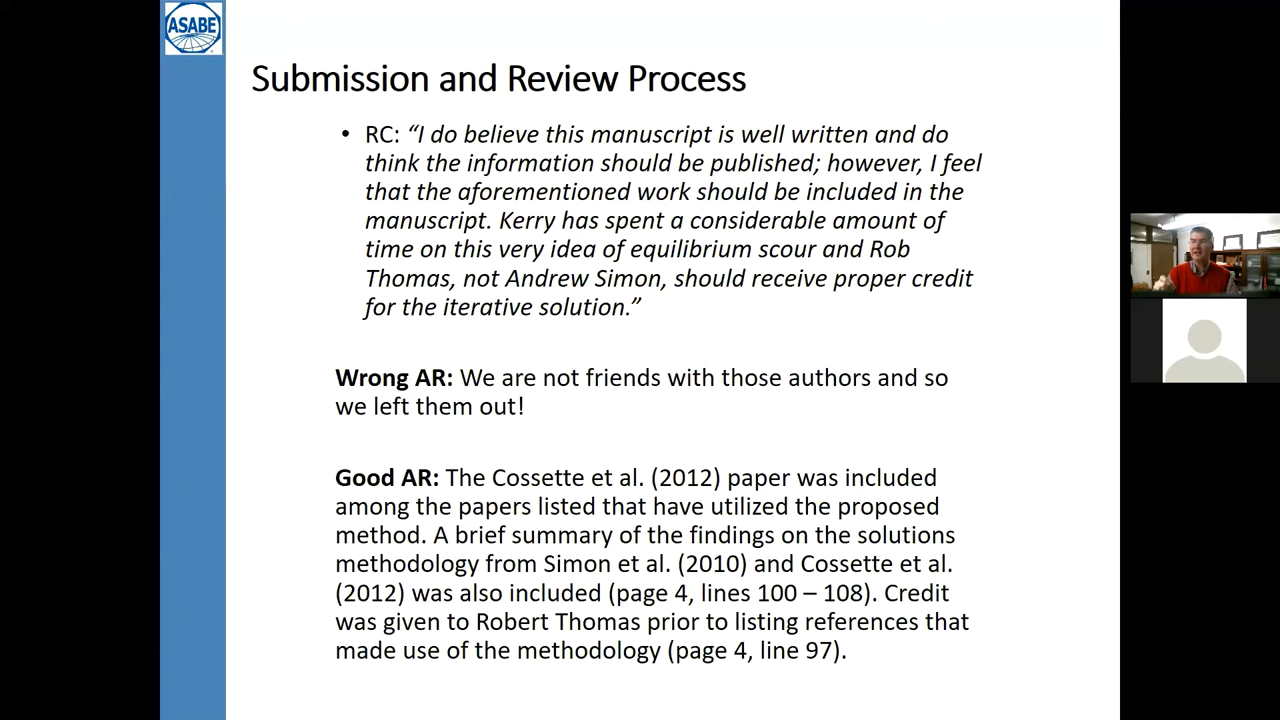 ASABE
Submission and Review Process
• RC: “I do believe this manuscript is well written and do
think the information should be published; however, I feel
that the aforementioned work should be included in the
manuscript. Kerry has spent a considerable amount of
time on this very idea of equilibrium scour and Rob
Thomas, not Andrew Simon, should receive proper credit
for the iterative solution.”
Wrong AR: We are not friends with those authors and so
we left them out!
Good AR: The Cossette et al. (2012) paper was included
among the papers listed that have utilized the proposed
method. A brief summary of the findings on the solutions
methodology from Simon et al. (2010) and Cossette et al.
(2012) was also included (page 4, lines 100 – 108). Credit
was given to Robert Thomas prior to listing references that
made use of the methodology (page 4, line 97).